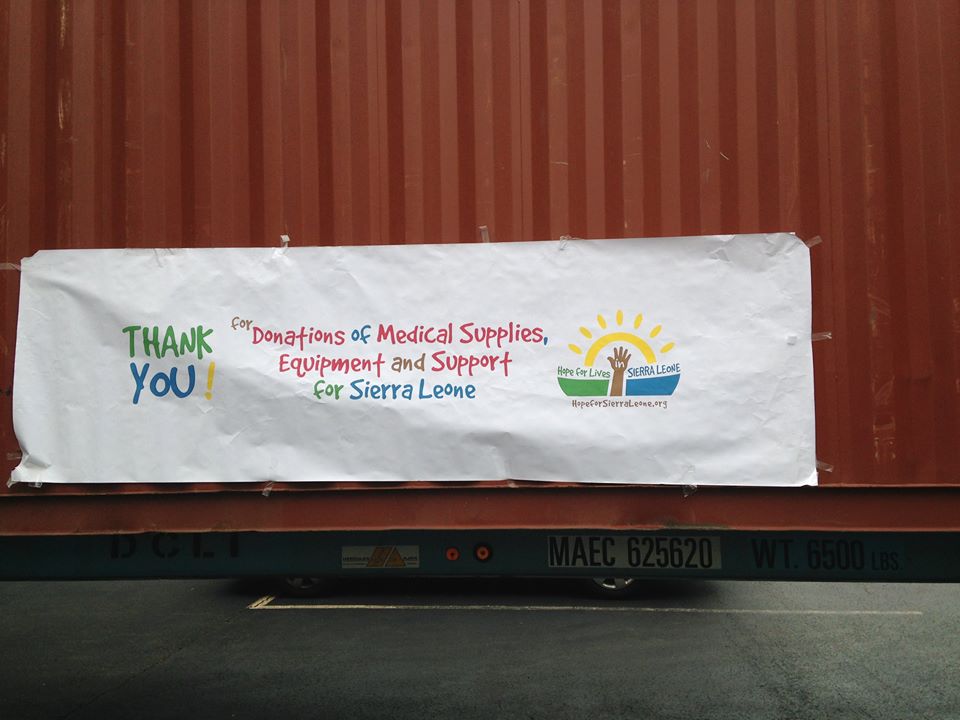 THANK
YOU!
for Donations of Medical Supplies,
Equipment and Support
for Sierra Leone
Hope for Lives in SIERRA LEONE
HopeforSierraLeone.org
MAEC 625620
WT. 6500 LBS.